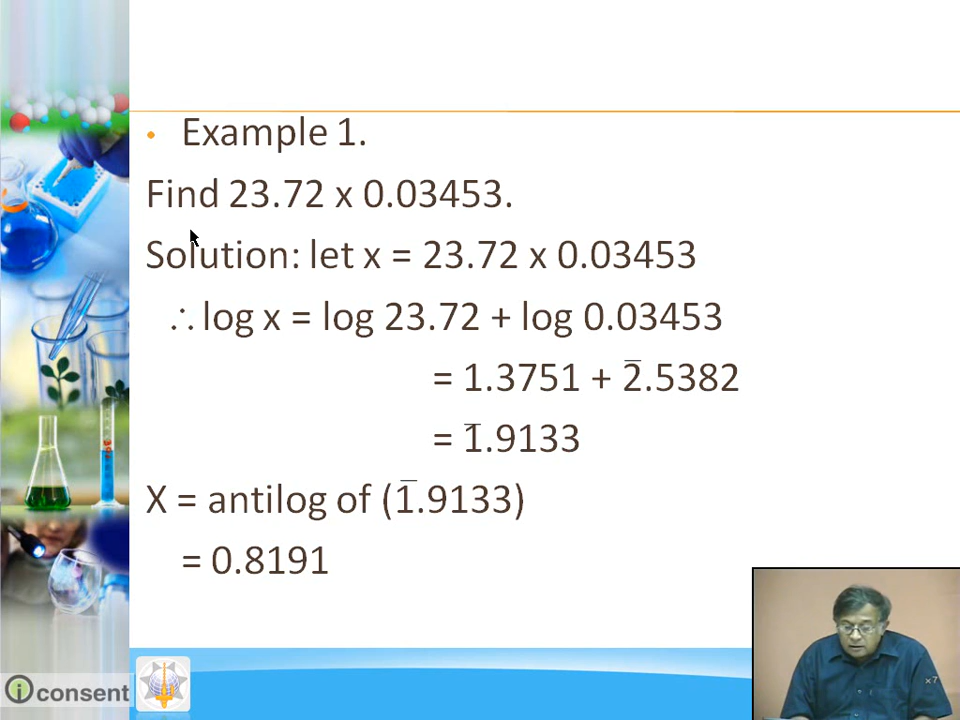 • Example 1.
Find 23.72 x 0.03453.
Solution: let x = 23.72 x 0.03453
∴ log x = log 23.72 + log 0.03453
= 1.3751 + 2̅.5382
= 1̅.9133
X = antilog of (1̅.9133)
= 0.8191
i consent
×7